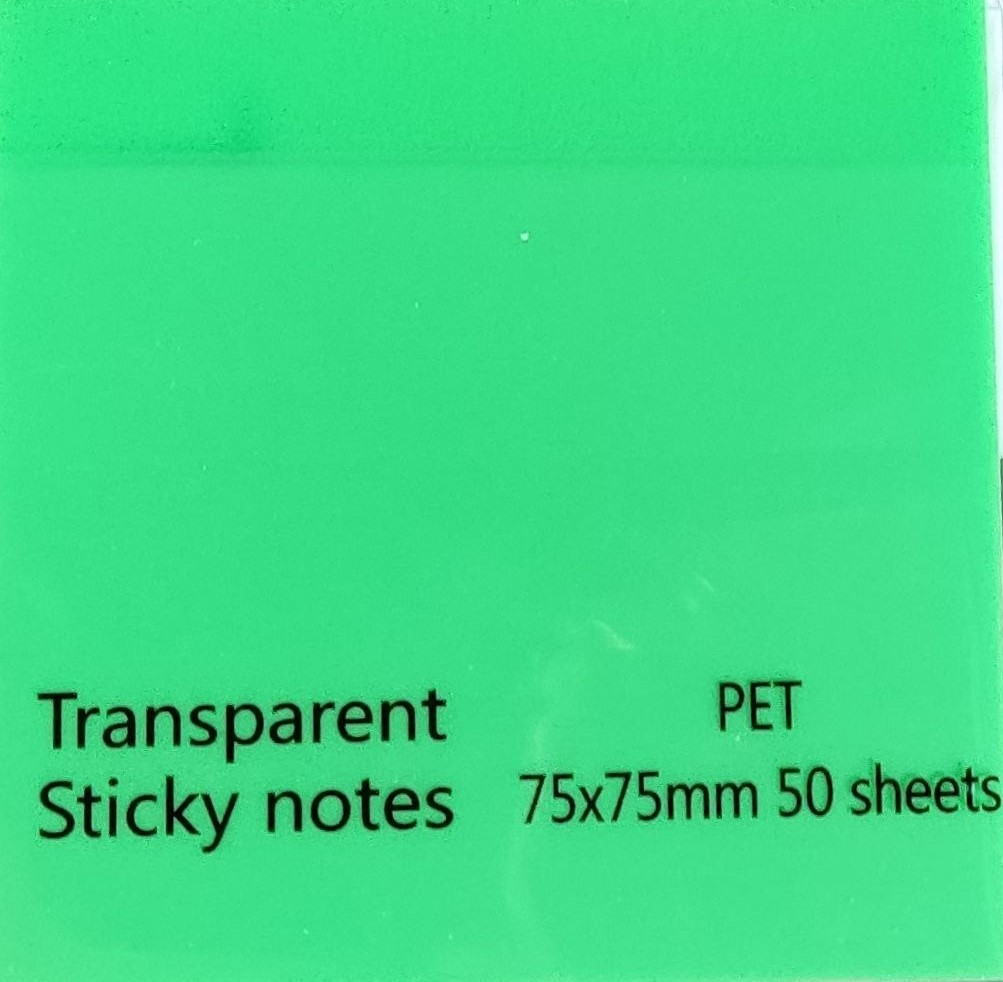 Transparent
Sticky notes
PET
75x75mm 50 sheets